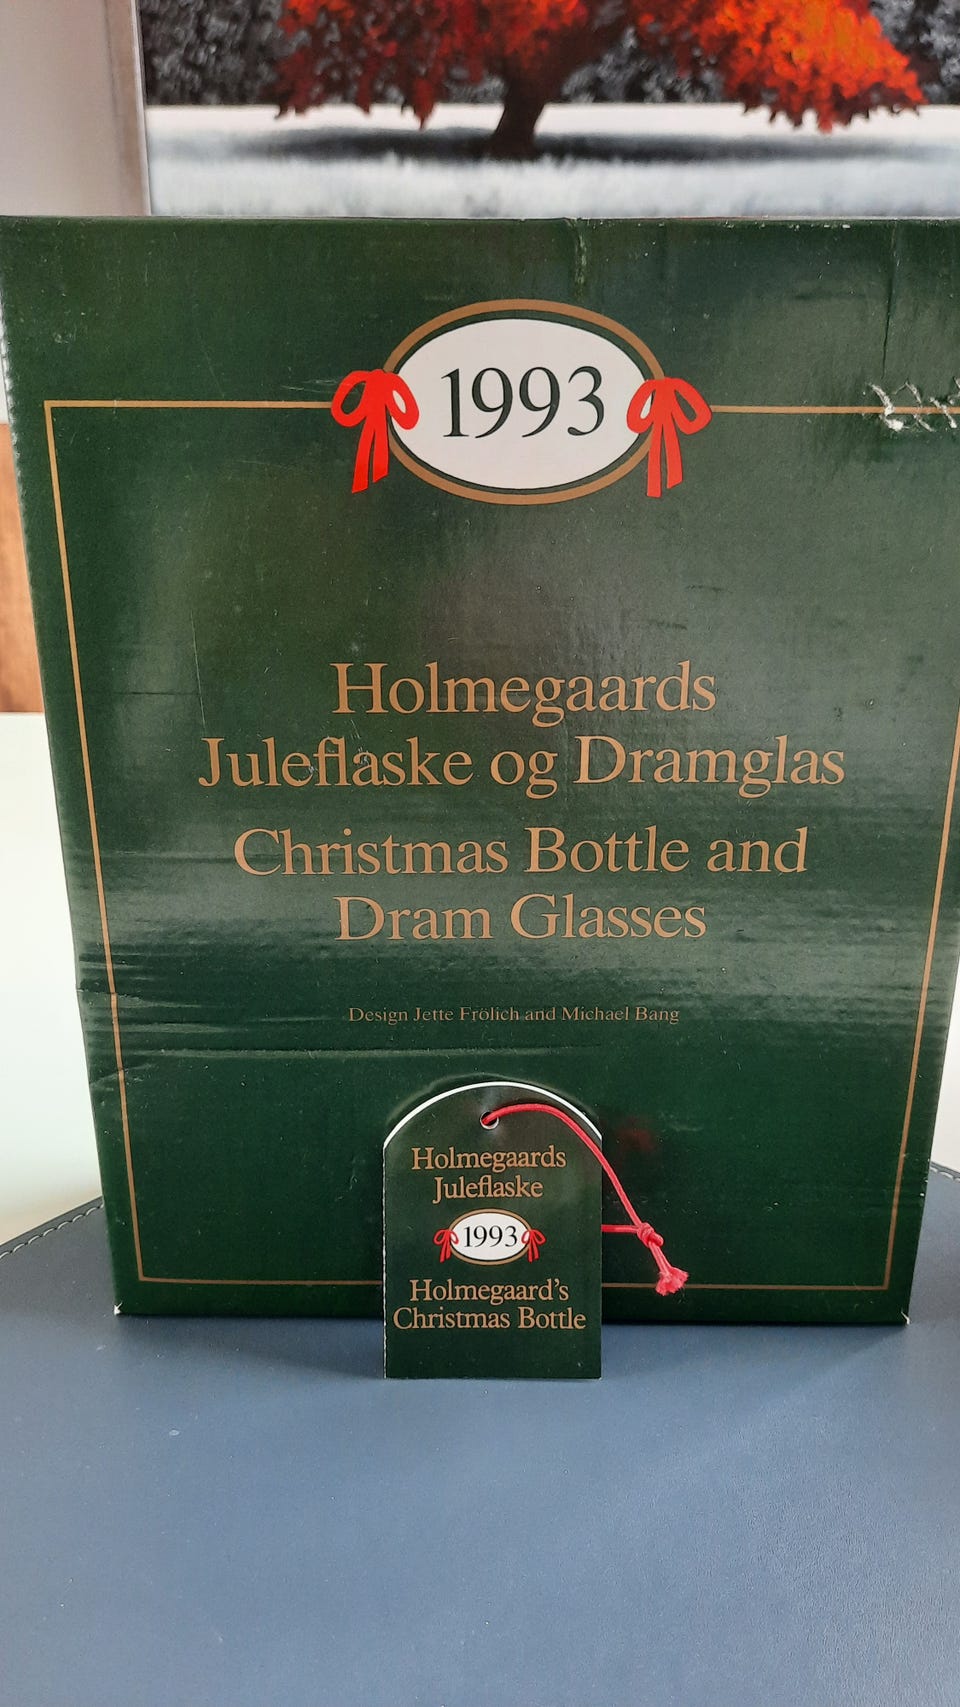 1993
Holmegaards
Juleflaske og Dramglas
Christmas Bottle and
Dram Glasses
Design Jette Frölich and Michael Bang
Holmegaards
Juleflaske
1993
Holmegaard's
Christmas Bottle